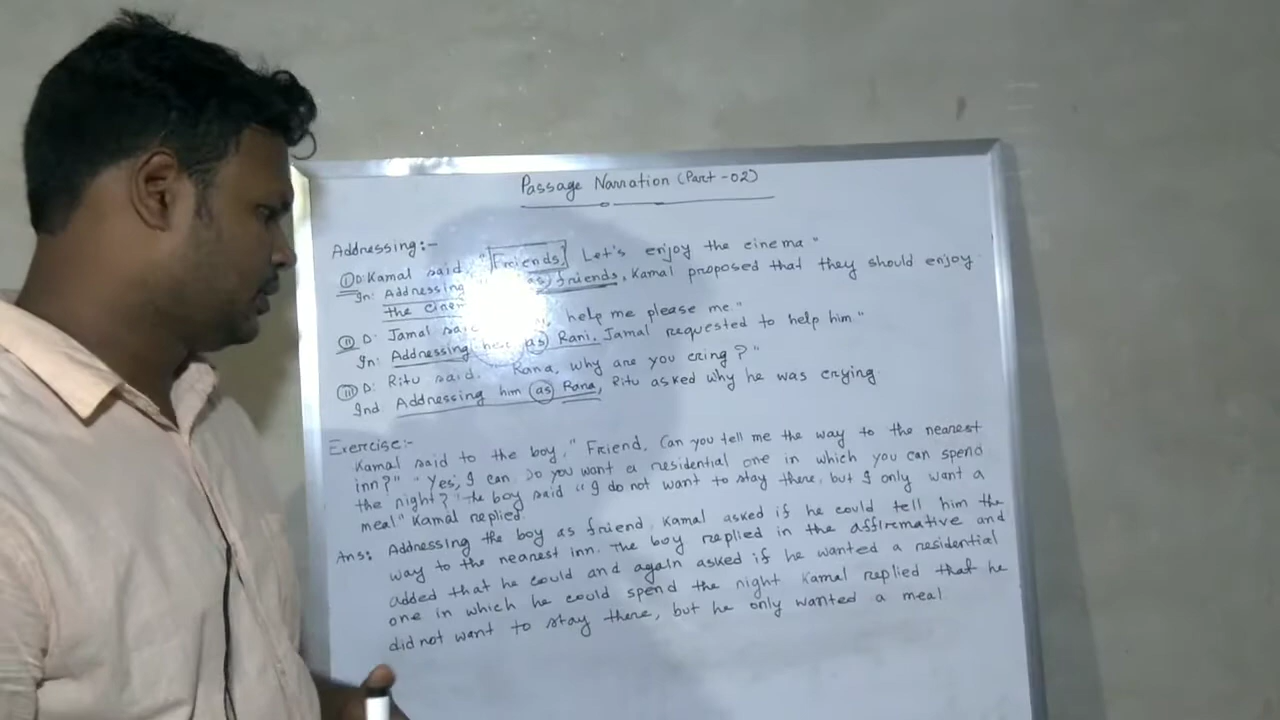 Passage Narration (Part-02)
Addressing:-
(i) D: Kamal said, "Friends, Let's enjoy the cinema"
In: Addressing as friends, Kamal proposed that they should enjoy
the
(ii) D: Jamal help me please me."
In: Addressing her as Rani, Jamal requested to help him"
(iii) D: Ritu said. Rana, why are you cring?"
Ind Addressing him as Rana, Ritu asked why he was crying
Exercise:-
Kamal said to the boy, "Friend, Can you tell me the way to the nearest
inn?" "Yes, I can. Do you want a residential one in which you can spend
the night?" the boy said "I do not want to stay there, but I only want a
meal" Kamal replied.
Ans: Addressing the boy as friend, Kamal asked if he could tell him the
way to the nearest inn. The boy replied in the affirmative and
added that he could and again asked if he wanted a residential
one in which he could spend the night Kamal replied that he
did not want to stay there, but he only wanted a meal